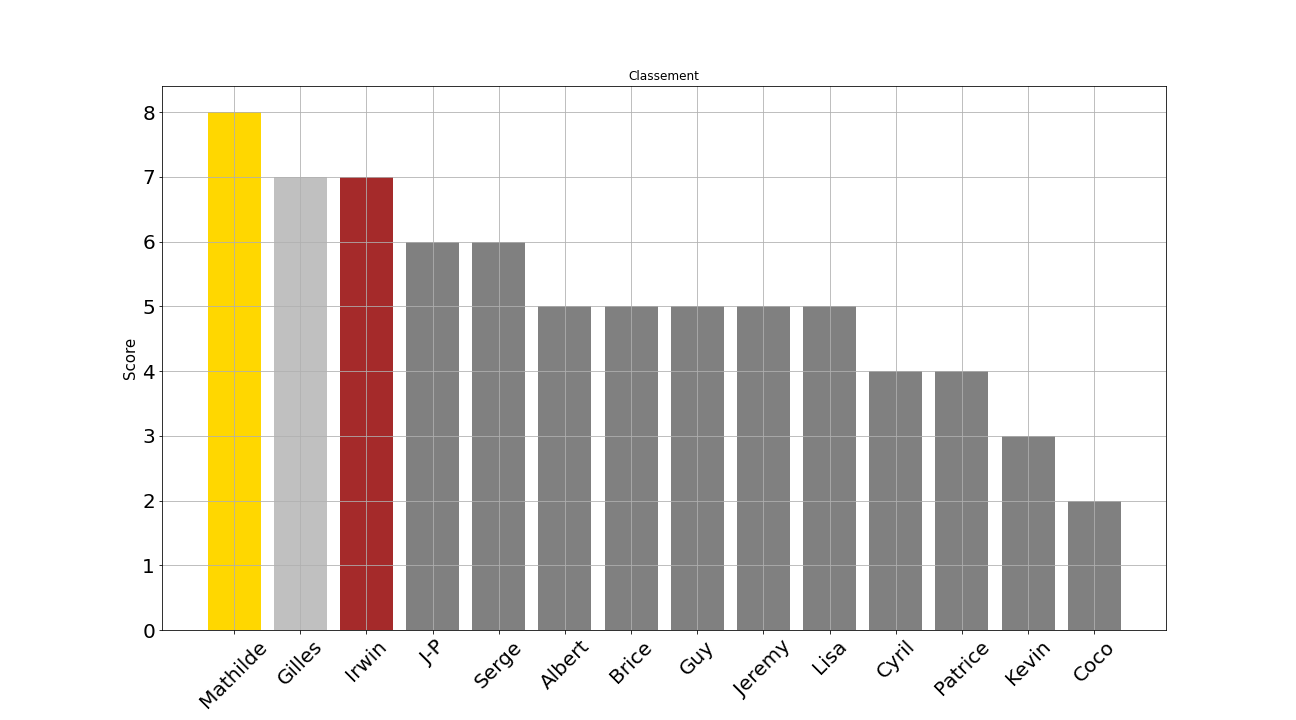 Classement
Score
8
7
6
5
4
3
2
1
0
Mathilde
Gilles
Irwin
J-P
Serge
Albert
Brice
Guy
Jeremy
Lisa
Cyril
Patrice
Kevin
Coco